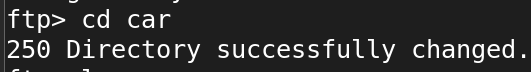 ftp> cd car
250 Directory successfully changed.